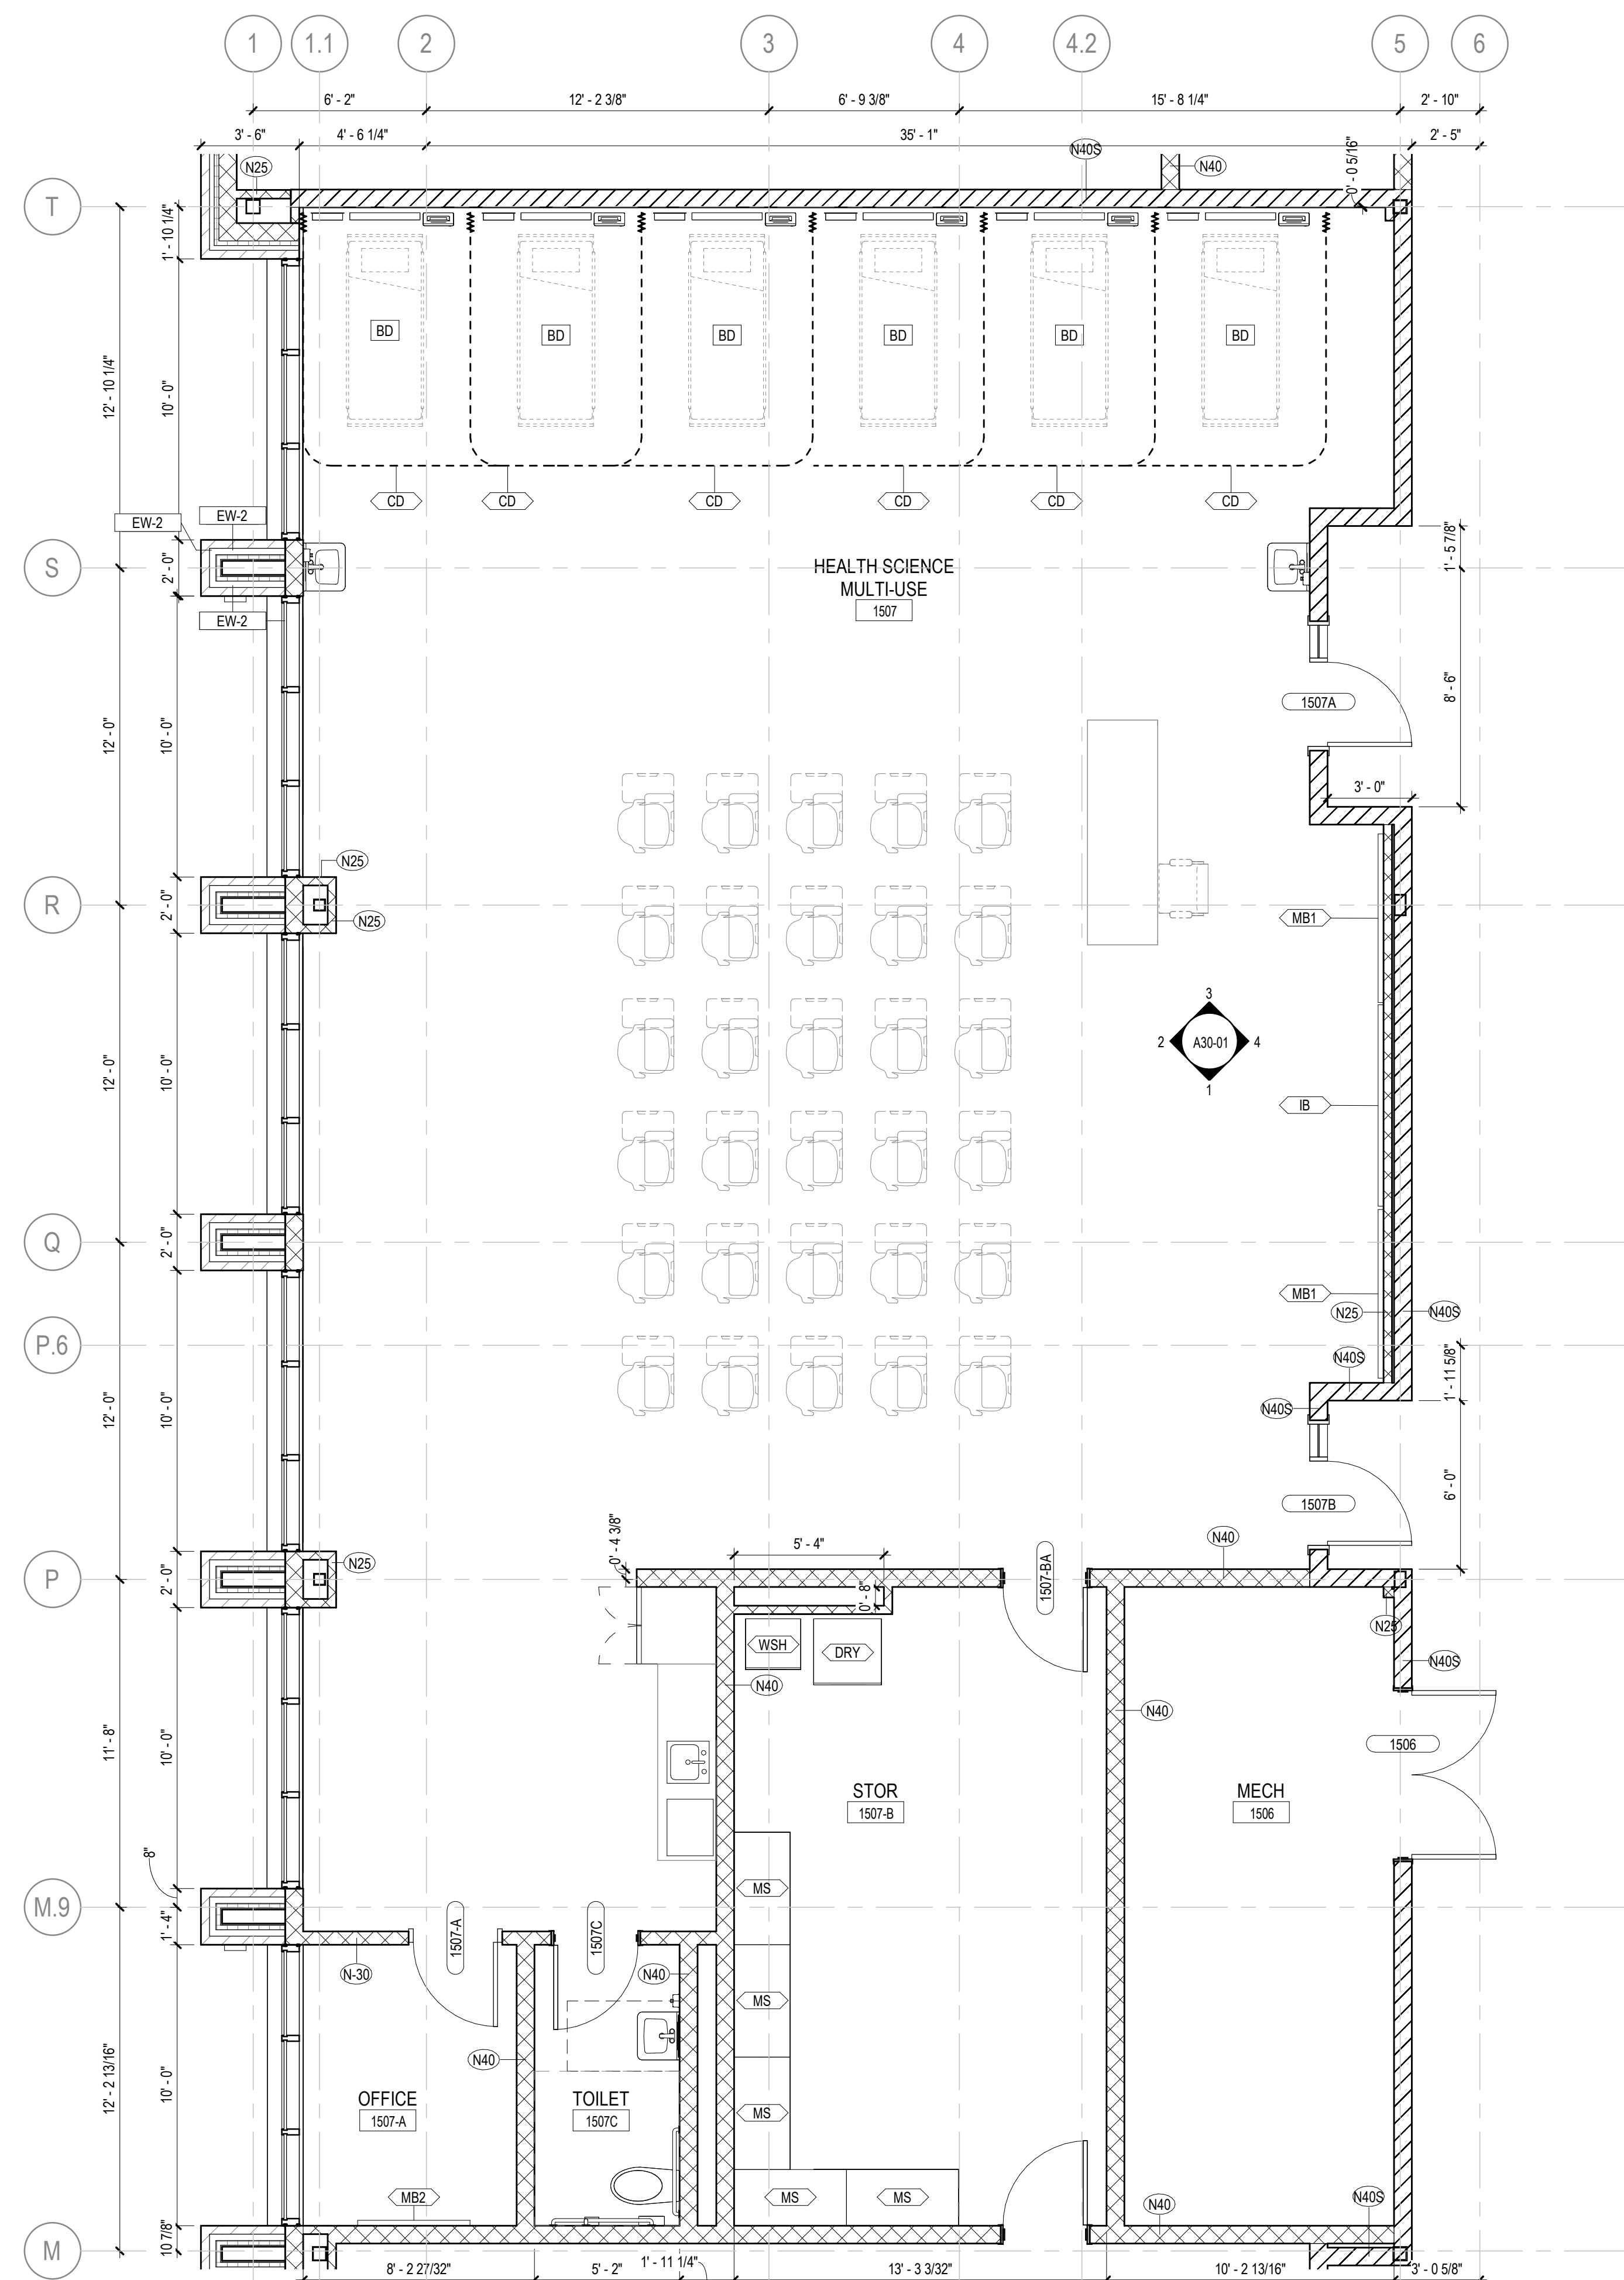 1 1.1 2 3 4 4.2 5 6
6' - 2" 12' - 2 3/8" 6' - 9 3/8" 15' - 8 1/4" 2' - 10"
3' - 6" 4' - 6 1/4" 35' - 1" 2' - 5"
N25 N40S N40 0' - 0 5/16"
T
1' - 10 1/4"
BD BD BD BD BD BD
12' - 10 1/4" 10' - 0"
CD CD CD CD CD CD
EW-2 EW-2
S 2' - 0" 1' - 5 7/8"
HEALTH SCIENCE
MULTI-USE
1507
EW-2
1507A 8' - 6"
12' - 0" 10' - 0"
3' - 0"
N25
R 2' - 0"
N25 MB1
3
2 A30-01 4
1
12' - 0" 10' - 0"
IB
Q 2' - 0"
MB1
N25 N40S
P.6
N40S 1' - 11 5/8"
12' - 0" 10' - 0"
N40S
1507B 6' - 0"
0' - 4 3/8" 5' - 4" 1507-BA N40
P 2' - 0" N25
0' - 8"
N25
WSH DRY
N40S
N40
N40
11' - 8" 10' - 0"
1506
STOR
1507-B
MECH
1506
8"
MS
M.9 1' - 4"
1507-A 1507C
N-30 N40
MS
N40
12' - 2 13/16" 10' - 0"
OFFICE
1507-A
TOILET
1507C
MS
MB2 MS MS N40 N40S
M 10 7/8"
8' - 2 27/32" 5' - 2" 1' - 11 1/4" 13' - 3 3/32" 10' - 2 13/16" 3' - 0 5/8"